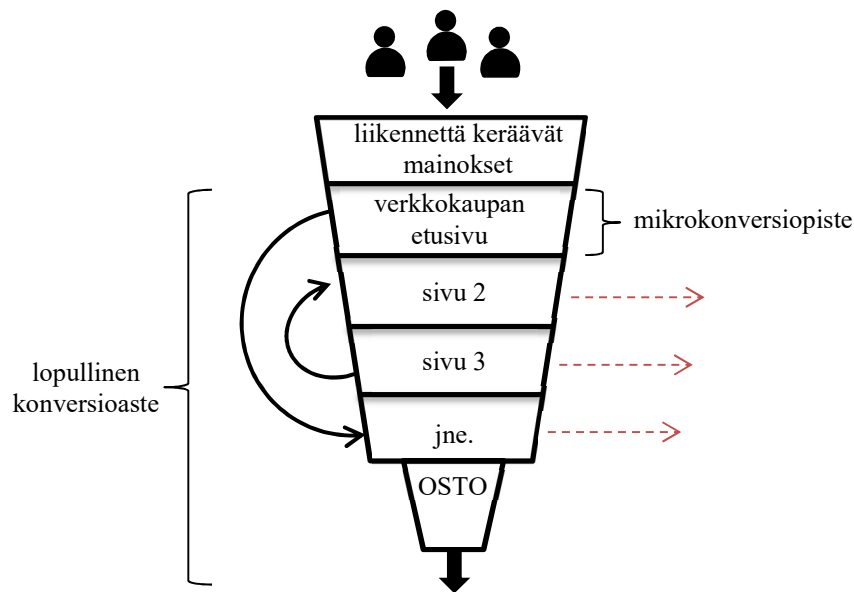 liikennettä keräävät
mainokset
verkkokaupan
etusivu
mikrokonversiopiste
sivu 2
sivu 3
lopullinen
konversioaste
jne.
OSTO